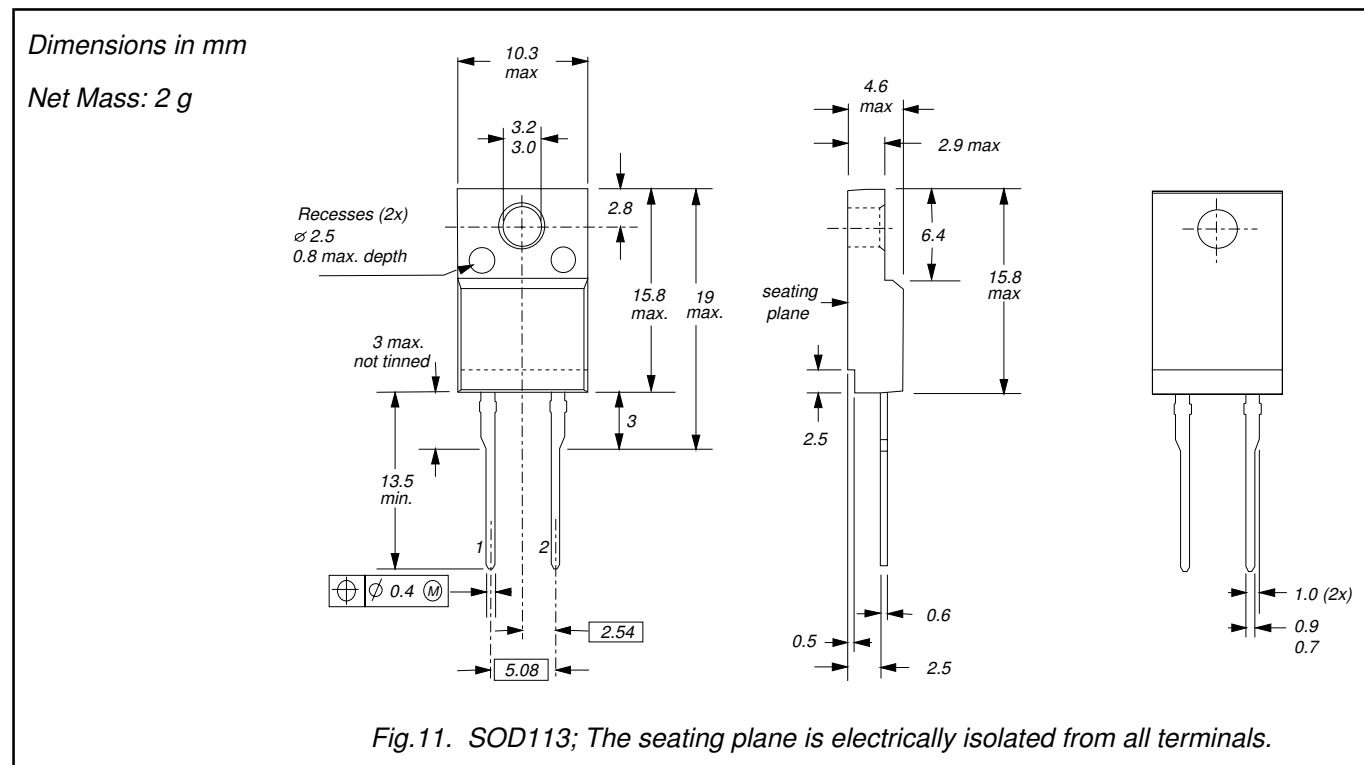 Dimensions in mm
Net Mass: 2 g
10.3
max
3.2
3.0
Recesses (2x)
⌀ 2.5
0.8 max. depth
2.8
15.8
max.
19
max.
3 max.
not tinned
3
13.5
min.
1
2
⌀ 0.4 Ⓜ
2.54
5.08
4.6
max
2.9 max
6.4
15.8
max
seating
plane
2.5
0.6
0.5
2.5
1.0 (2x)
0.9
0.7
Fig.11. SOD113; The seating plane is electrically isolated from all terminals.